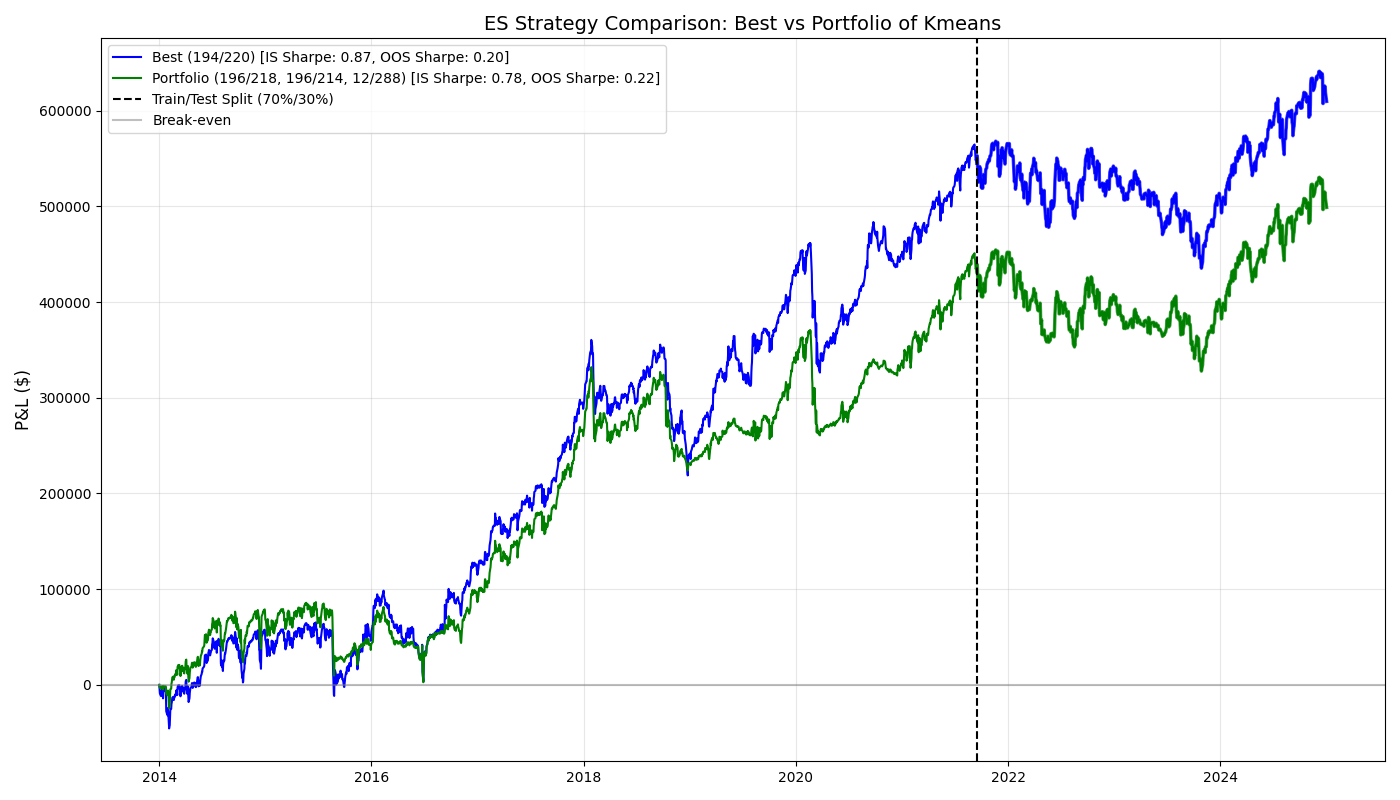 ES Strategy Comparison: Best vs Portfolio of Kmeans
Best (194/220) [IS Sharpe: 0.87, OOS Sharpe: 0.20]
Portfolio (196/218, 196/214, 12/288) [IS Sharpe: 0.78, OOS Sharpe: 0.22]
Train/Test Split (70%/30%)
Break-even
P&L ($)
600000
500000
400000
300000
200000
100000
0
2014 2016 2018 2020 2022 2024